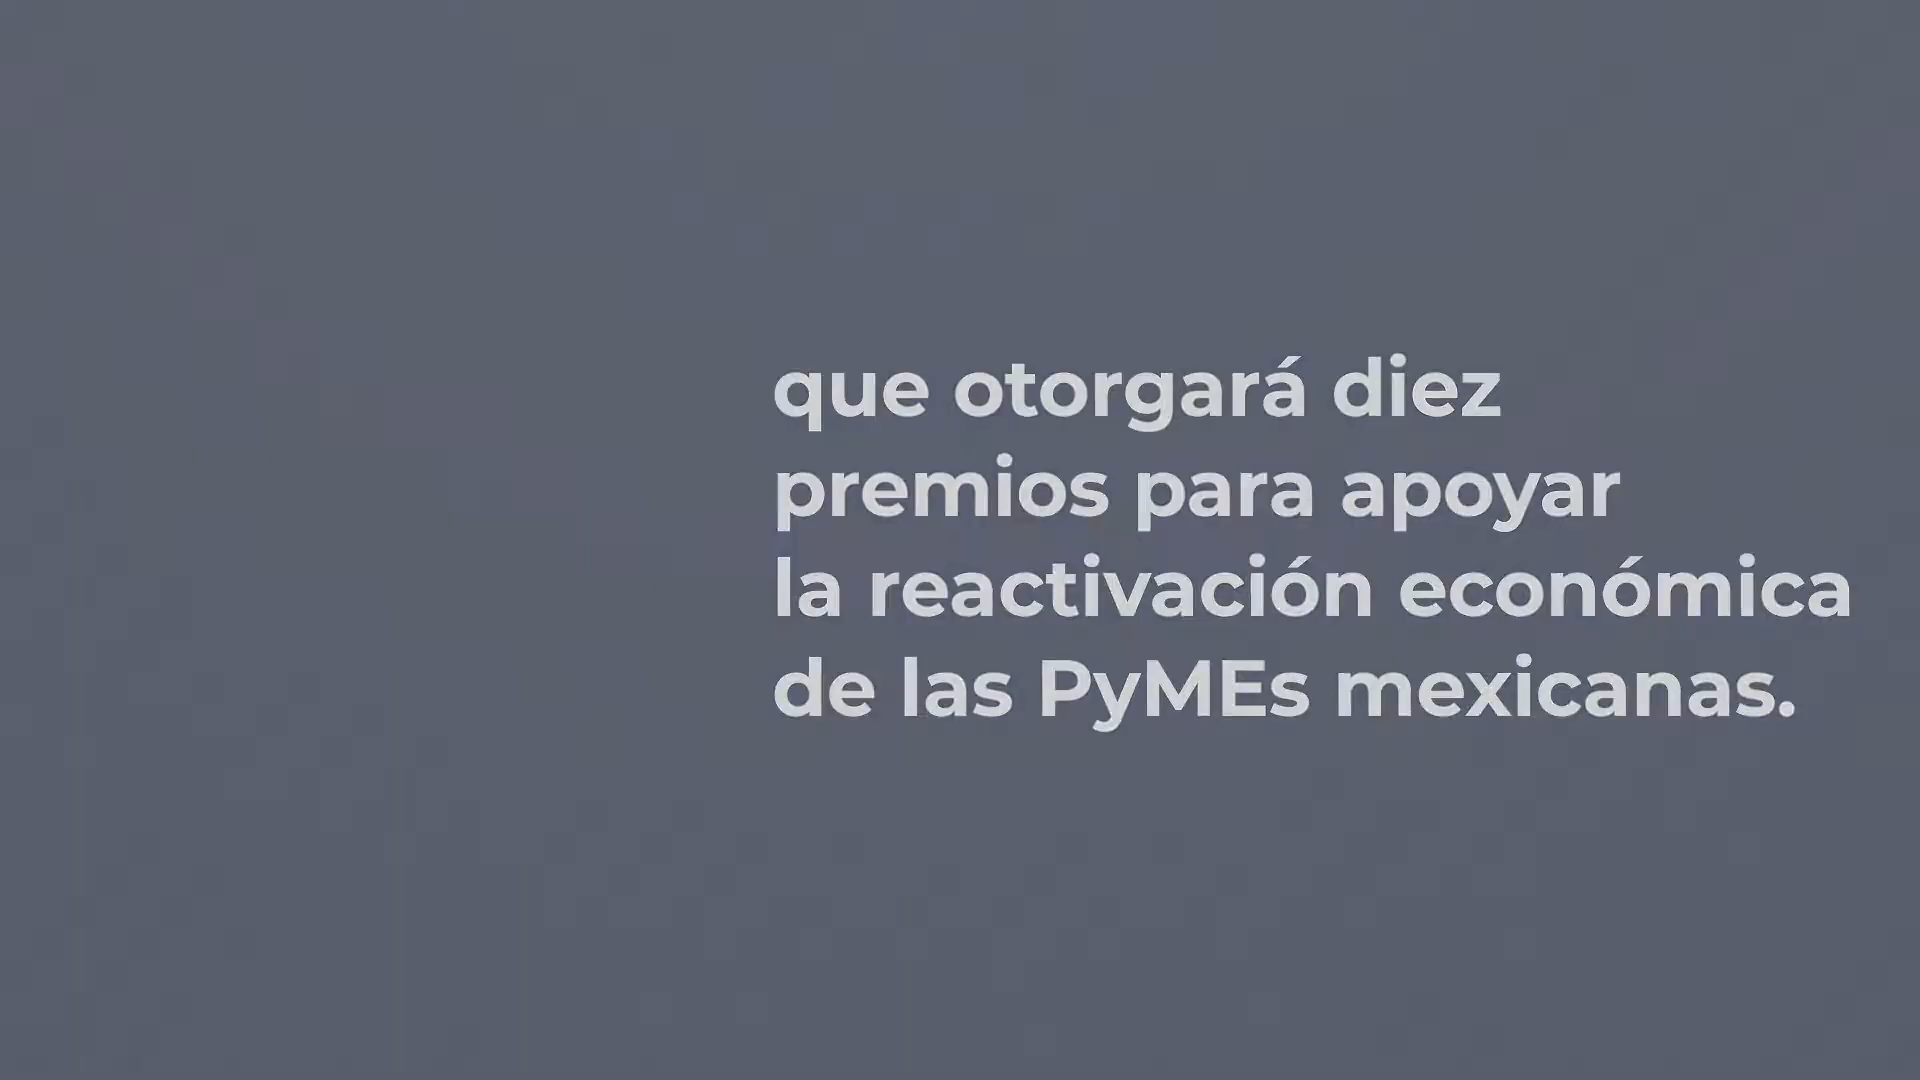 que otorgará diez
premios para apoyar
la reactivación económica
de las PyMEs mexicanas.